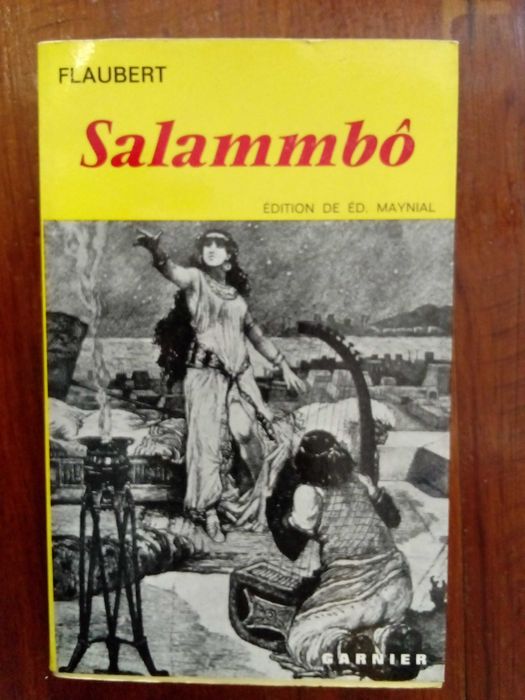 FLAUBERT
Salammbô
ÉDITION DE ÉD. MAYNIAL
GARNIER